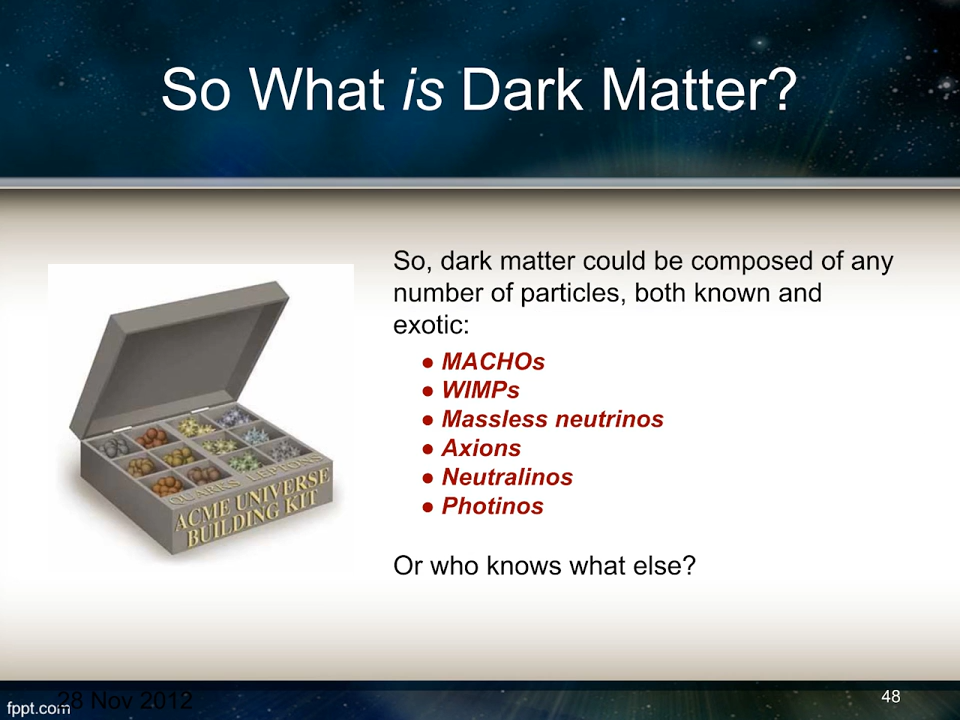 So What is Dark Matter?
So, dark matter could be composed of any
number of particles, both known and
exotic:
● MACHOs
● WIMPs
● Massless neutrinos
● Axions
● Neutralinos
● Photinos
Or who knows what else?
QUARKS LEPTONS
ACME UNIVERSE
BUILDING KIT
28 Nov 2012
fppt.com
48